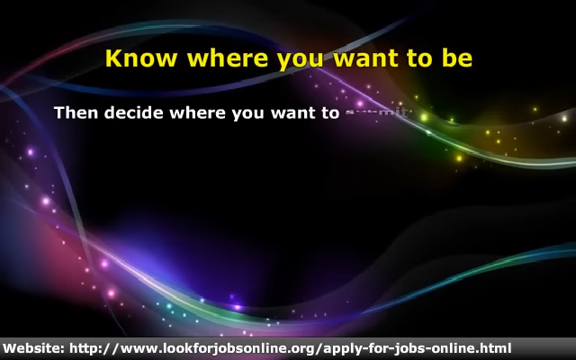 Know where you want to be
Then decide where you want to
Website: http://www.lookforjobsonline.org/apply-for-jobs-online.html